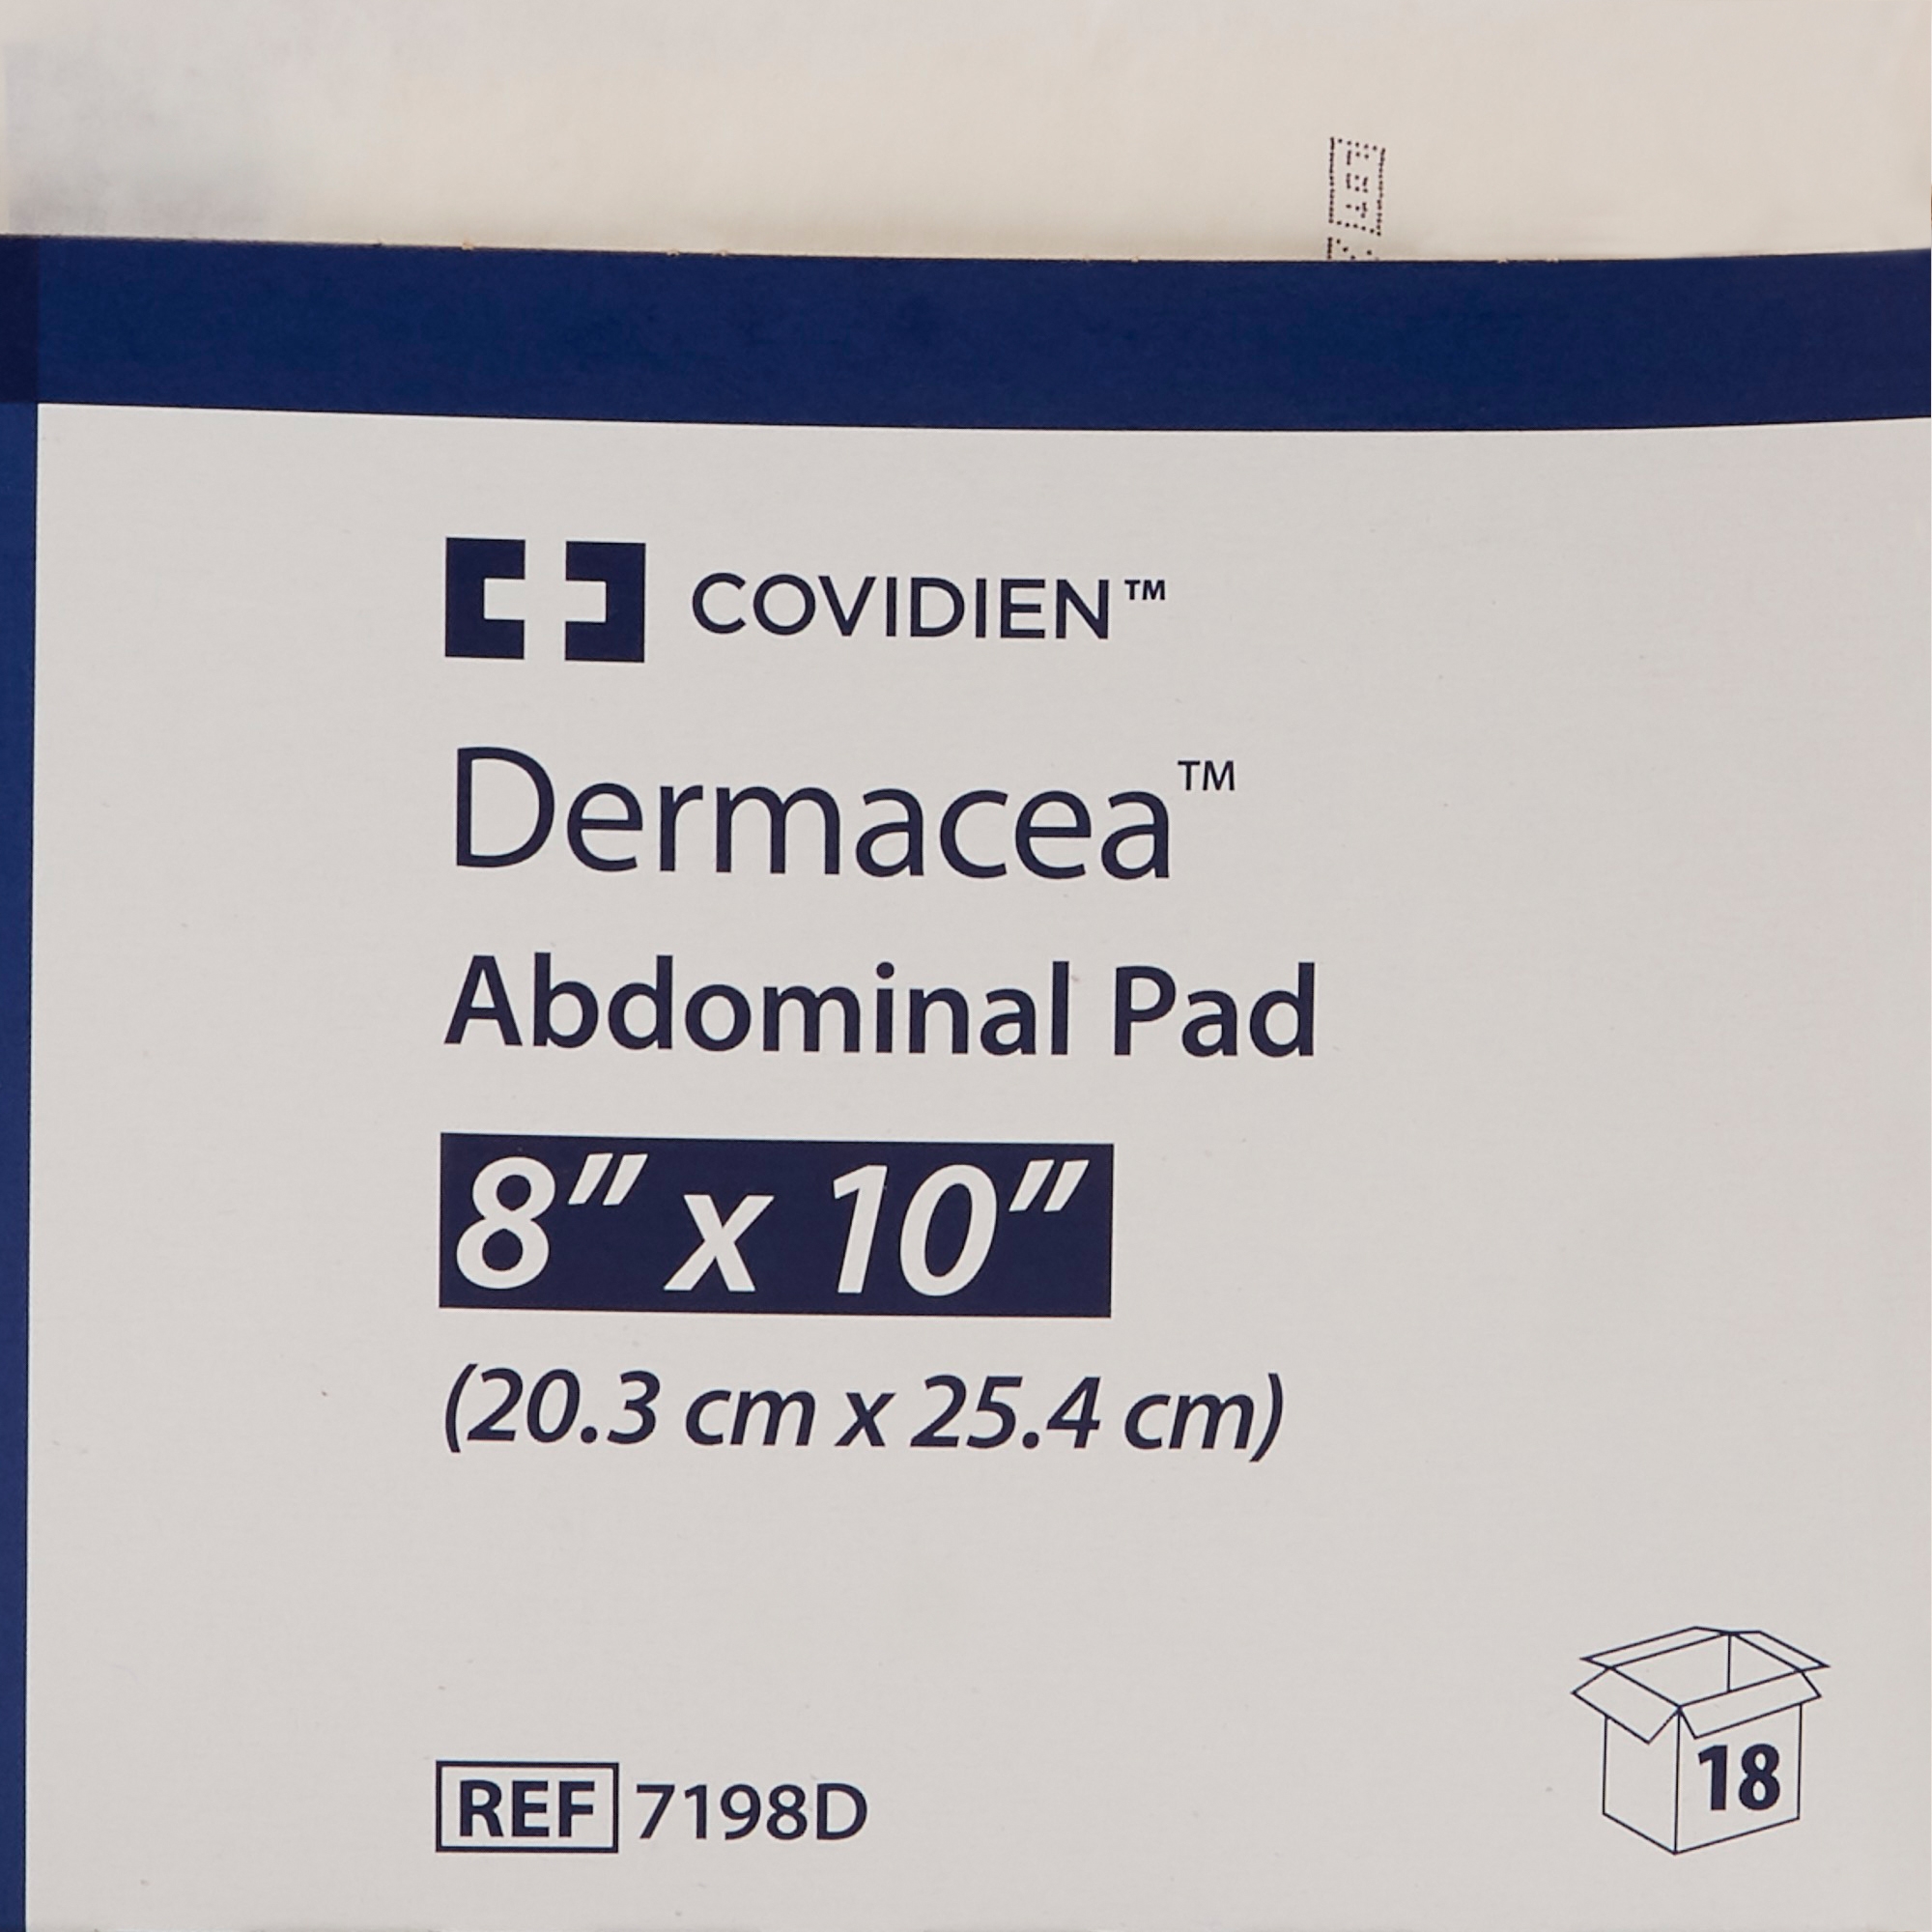 COVIDIEN™
Dermacea™
Abdominal Pad
8” x 10”
(20.3 cm x 25.4 cm)
18
REF 7198D